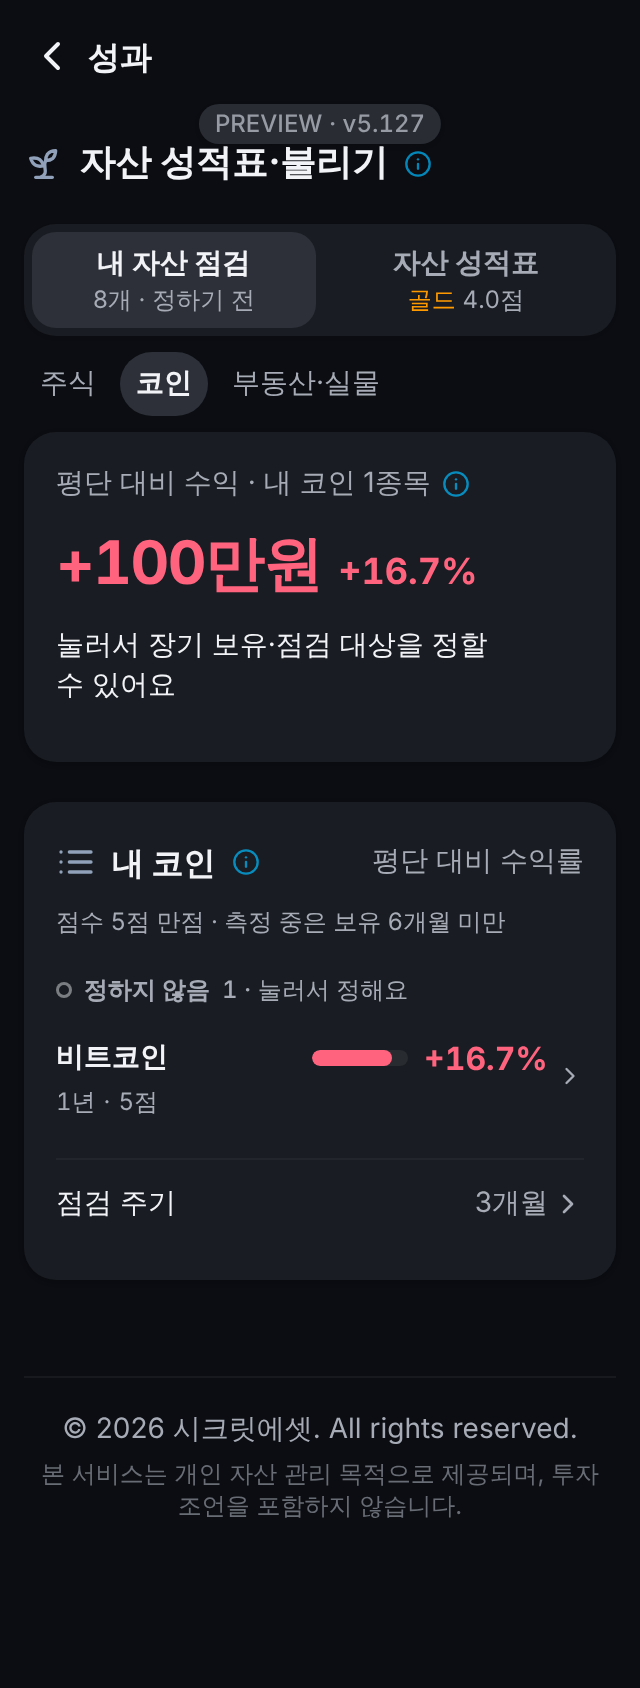 성과
PREVIEW · v5.127
자산 성적표·불리기
내 자산 점검
8개 · 정하기 전
자산 성적표
골드 4.0점
주식
코인
부동산·실물
평단 대비 수익 · 내 코인 1종목
+100만원 +16.7%
눌러서 장기 보유·점검 대상을 정할
수 있어요
내 코인
평단 대비 수익률
점수 5점 만점 · 측정 중은 보유 6개월 미만
정하지 않음 1 · 눌러서 정해요
비트코인
+16.7%
1년 · 5점
점검 주기
3개월
© 2026 시크릿에셋. All rights reserved.
본 서비스는 개인 자산 관리 목적으로 제공되며, 투자
조언을 포함하지 않습니다.